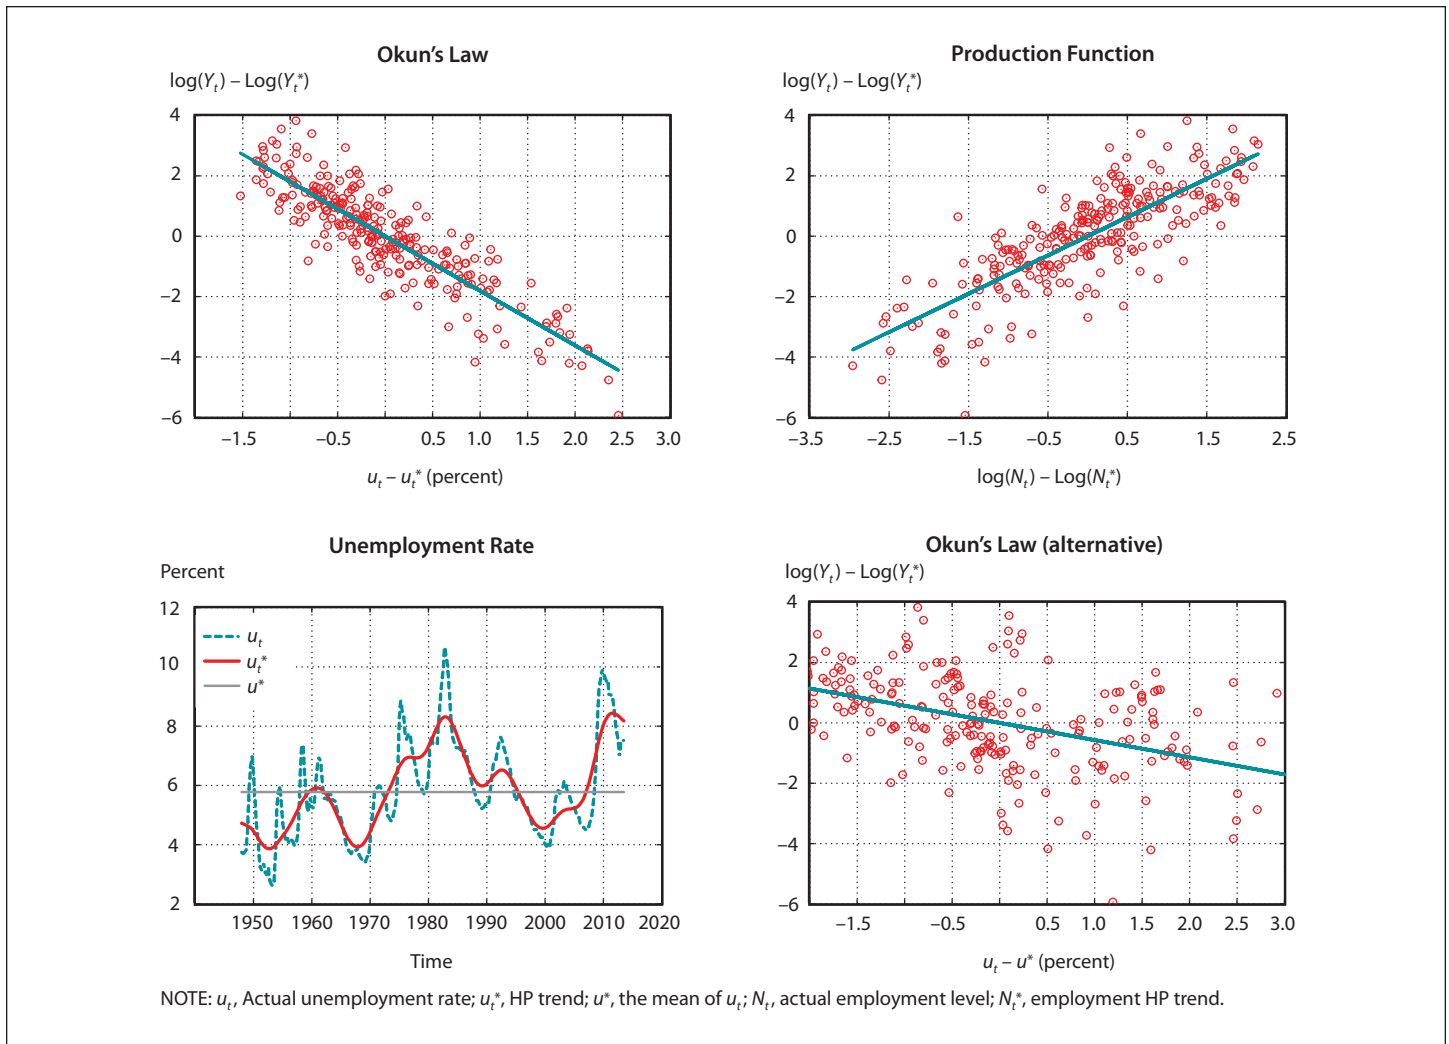 Okun's Law
log(Yt) – Log(Yt*)
4
2
0
–2
–4
–6
–1.5 –0.5 0.5 1.0 1.5 2.0 2.5 3.0
ut – ut* (percent)
Production Function
log(Yt) – Log(Yt*)
4
2
0
–2
–4
–6
–3.5 –2.5 –1.5 –0.5 0.5 1.5 2.5
log(Nt) – Log(Nt*)
Unemployment Rate
Percent
12
10
8
6
4
2
ut
ut*
u*
1950 1960 1970 1980 1990 2000 2010 2020
Time
Okun's Law (alternative)
log(Yt) – Log(Yt*)
4
2
0
–2
–4
–6
–1.5 –0.5 0.5 1.0 1.5 2.0 2.5 3.0
ut – u* (percent)
NOTE: ut, Actual unemployment rate; ut*, HP trend; u*, the mean of ut; Nt, actual employment level; Nt*, employment HP trend.